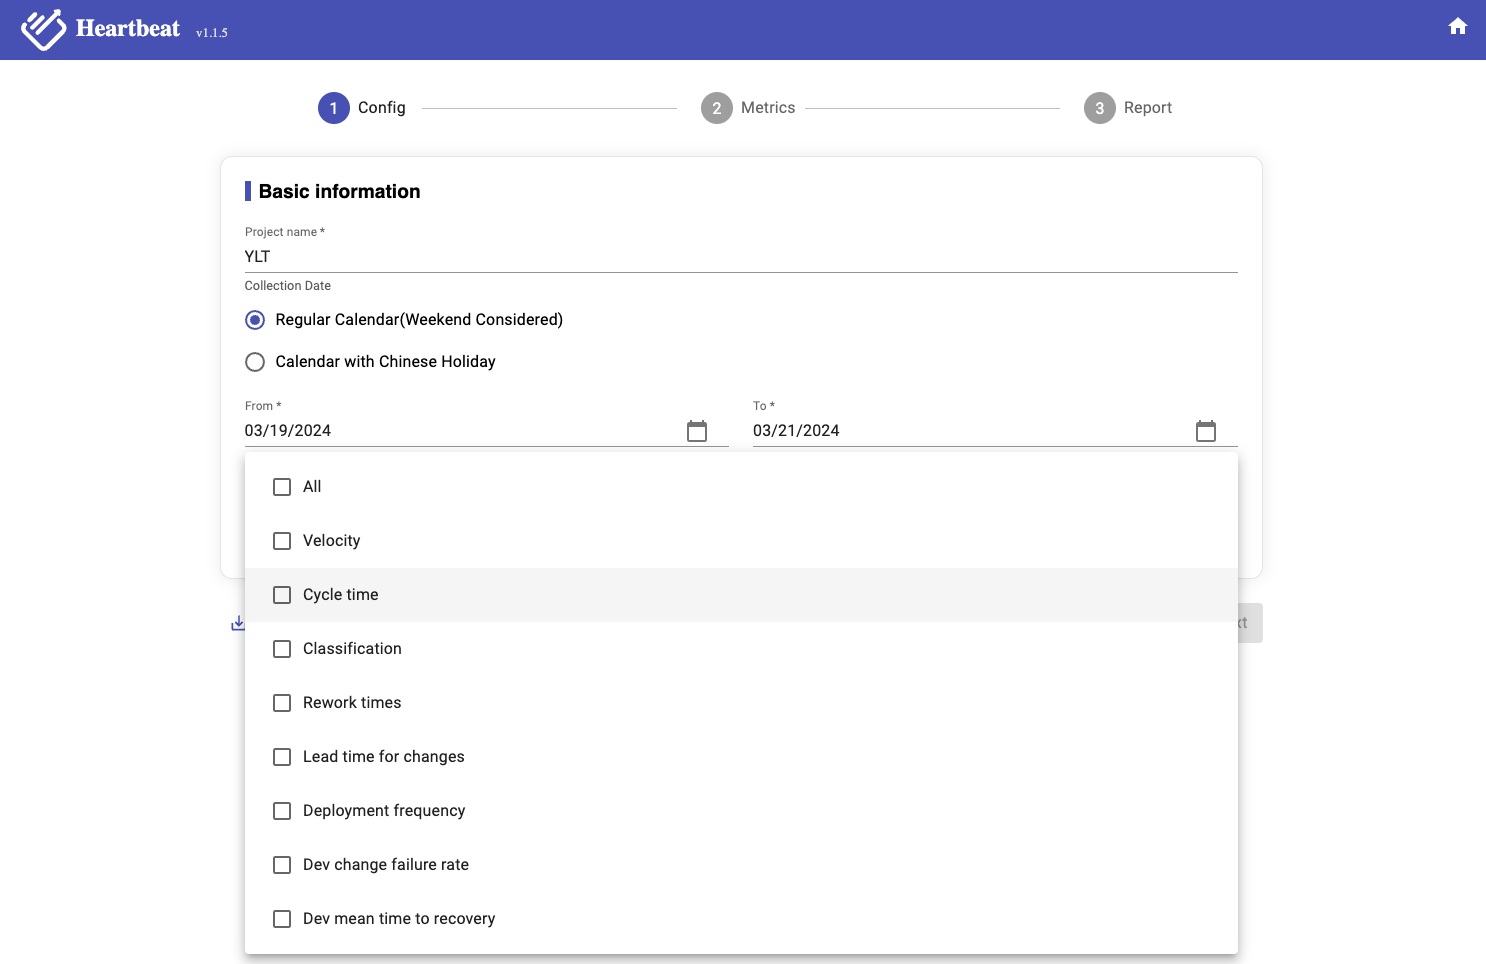 Heartbeat v1.1.5
1 Config 2 Metrics 3 Report
Basic information
Project name *
YLT
Collection Date
Regular Calendar(Weekend Considered)
Calendar with Chinese Holiday
From * To *
03/19/2024 03/21/2024
All
Velocity
Cycle time
Classification
Rework times
Lead time for changes
Deployment frequency
Dev change failure rate
Dev mean time to recovery